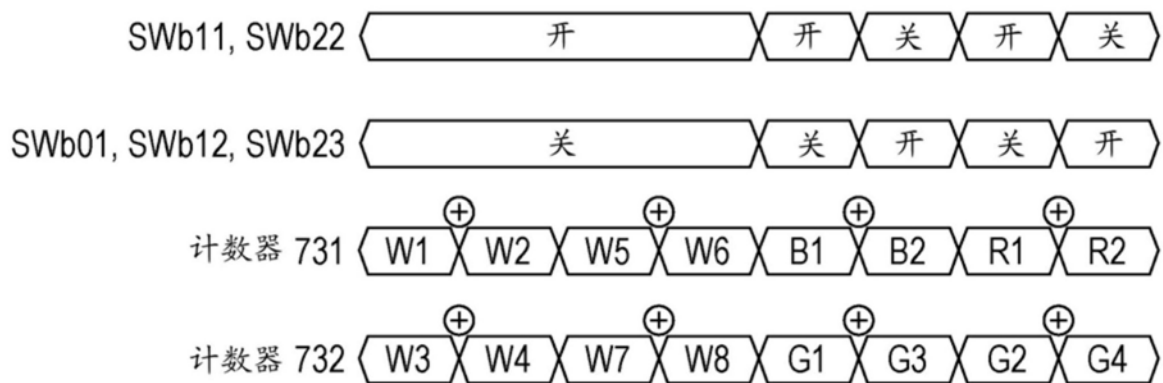 SWb11, SWb22 开 开 关 开 关
SWb01, SWb12, SWb23 关 关 开 关 开
计数器 731 W1 W2 W5 W6 B1 B2 R1 R2
计数器 732 W3 W4 W7 W8 G1 G3 G2 G4